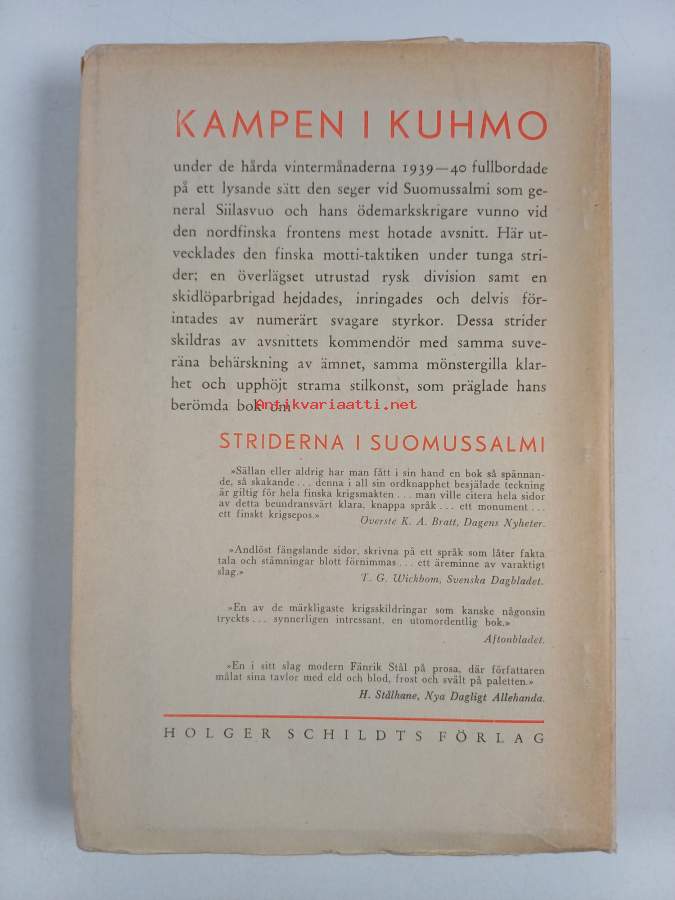 KAMPEN I KUHMO
under de hårda vintermånaderna 1939—40 fullbordade
på ett lysande sätt den seger vid Suomussalmi som ge-
neral Siilasvuo och hans ödemarkskrigare vunno vid
den nordfinska frontens mest hotade avsnitt. Här ut-
vecklades den finska motti-taktiken under tunga stri-
der; en överlägset utrustad rysk division samt en
skidlöparbrigad hejdades, inringades och delvis för-
intades av numerärt svagare styrkor. Dessa strider
skildras av avsnittets kommendör med samma suve-
räna behärskning av ämnet, samma mönstergilla klar-
het och upphöjt strama stilkonst, som präglade hans
berömda bok om
Antikvariaatti.net
STRIDERNA I SUOMUSSALMI
»Sällan eller aldrig har man fått i sin hand en bok så spännan-
de, så skakande... denna i all sin ordknapphet besjälade teckning
är giltig för hela finska krigsmakten... man ville citera hela sidor
av detta beundransvärt klara, knappa språk... ett monument...
ett finskt krigsepos.» Överste K. A. Bratt, Dagens Nyheter.
»Andlöst fängslande sidor, skrivna på ett språk som låter fakta
tala och stämningar blott förnimmas... ett äreminne av varaktigt
slag.» T. G. Wickbom, Svenska Dagbladet.
»En av de märkligaste krigsskildringar som kanske någonsin
tryckts... synnerligen intressant, en utomordentlig bok.»
Aftonbladet.
»En i sitt slag modern Fänrik Stål på prosa, där författaren
målat sina tavlor med eld och blod, frost och svält på paletten.»
H. Stålhane, Nya Dagligt Allehanda.
HOLGER SCHILDTS FÖRLAG